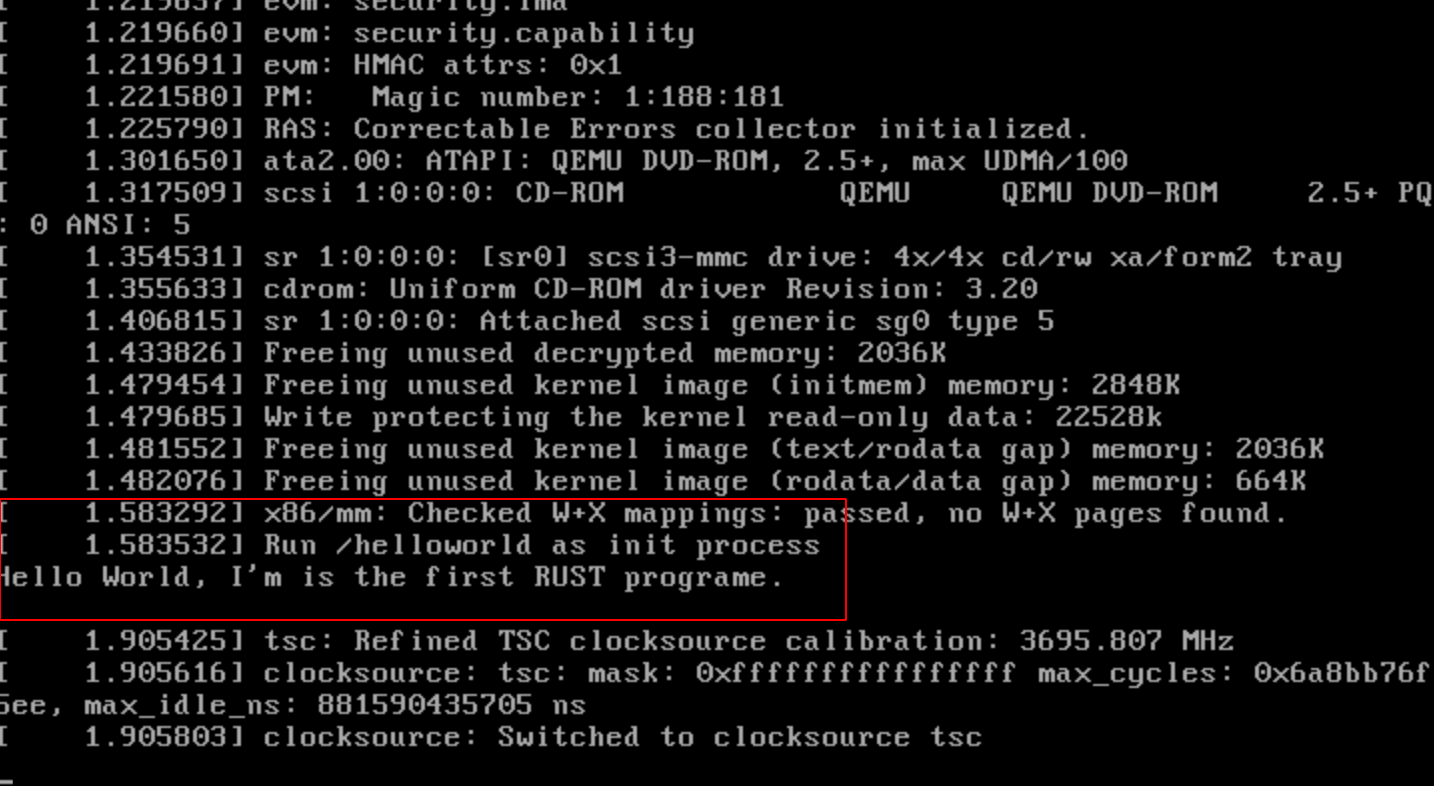 [    1.219637] evm: security.ima
[    1.219660] evm: security.capability
[    1.219691] evm: HMAC attrs: 0x1
[    1.221580] PM:   Magic number: 1:188:181
[    1.225790] RAS: Correctable Errors collector initialized.
[    1.301650] ata2.00: ATAPI: QEMU DVD-ROM, 2.5+, max UDMA/100
[    1.317509] scsi 1:0:0:0: CD-ROM            QEMU     QEMU DVD-ROM     2.5+ PQ
: 0 ANSI: 5
[    1.354531] sr 1:0:0:0: [sr0] scsi3-mmc drive: 4x/4x cd/rw xa/form2 tray
[    1.355633] cdrom: Uniform CD-ROM driver Revision: 3.20
[    1.406815] sr 1:0:0:0: Attached scsi generic sg0 type 5
[    1.433826] Freeing unused decrypted memory: 2036K
[    1.479454] Freeing unused kernel image (initmem) memory: 2848K
[    1.479685] Write protecting the kernel read-only data: 22528k
[    1.481552] Freeing unused kernel image (text/rodata gap) memory: 2036K
[    1.482076] Freeing unused kernel image (rodata/data gap) memory: 664K
[    1.583292] x86/mm: Checked W+X mappings: passed, no W+X pages found.
[    1.583532] Run /helloworld as init process
Hello World, I'm is the first RUST programe.
[    1.905425] tsc: Refined TSC clocksource calibration: 3695.807 MHz
[    1.905616] clocksource: tsc: mask: 0xffffffffffffffff max_cycles: 0x6a8bb76f
5ee, max_idle_ns: 881590435705 ns
[    1.905803] clocksource: Switched to clocksource tsc
_